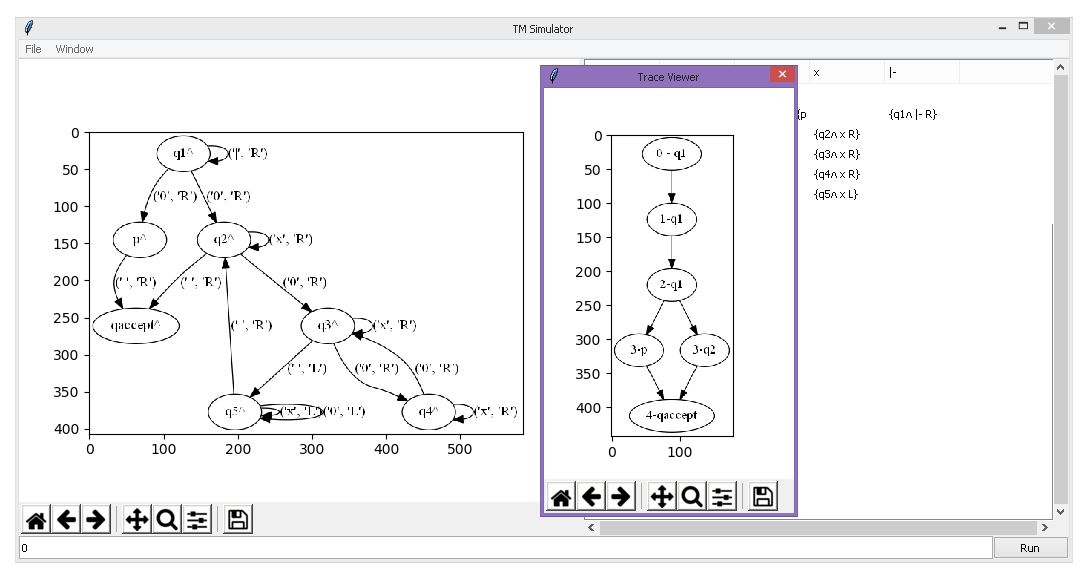 TM Simulator
File Window
Trace Viewer
x |-
{p {q1^ |- R}
{q2^ x R}
{q3^ x R}
{q4^ x R}
{q5^ x L}
0
50
100
150
200
250
300
350
400
0 100 200 300 400 500
q1^ ('|', 'R')
('0', 'R') ('0', 'R')
p^ q2^ ('x', 'R')
(' ', 'R') (' ', 'R') ('0', 'R')
qaccept^ (' ', 'R') q3^ ('x', 'R')
(' ', 'L') ('0', 'R') ('0', 'R')
q5^ ('x', 'L') ('0', 'L') q4^ ('x', 'R')
0
50
100
150
200
250
300
350
400
0 100
0 - q1
1-q1
2-q1
3-p 3-q2
4-qaccept
0
Run